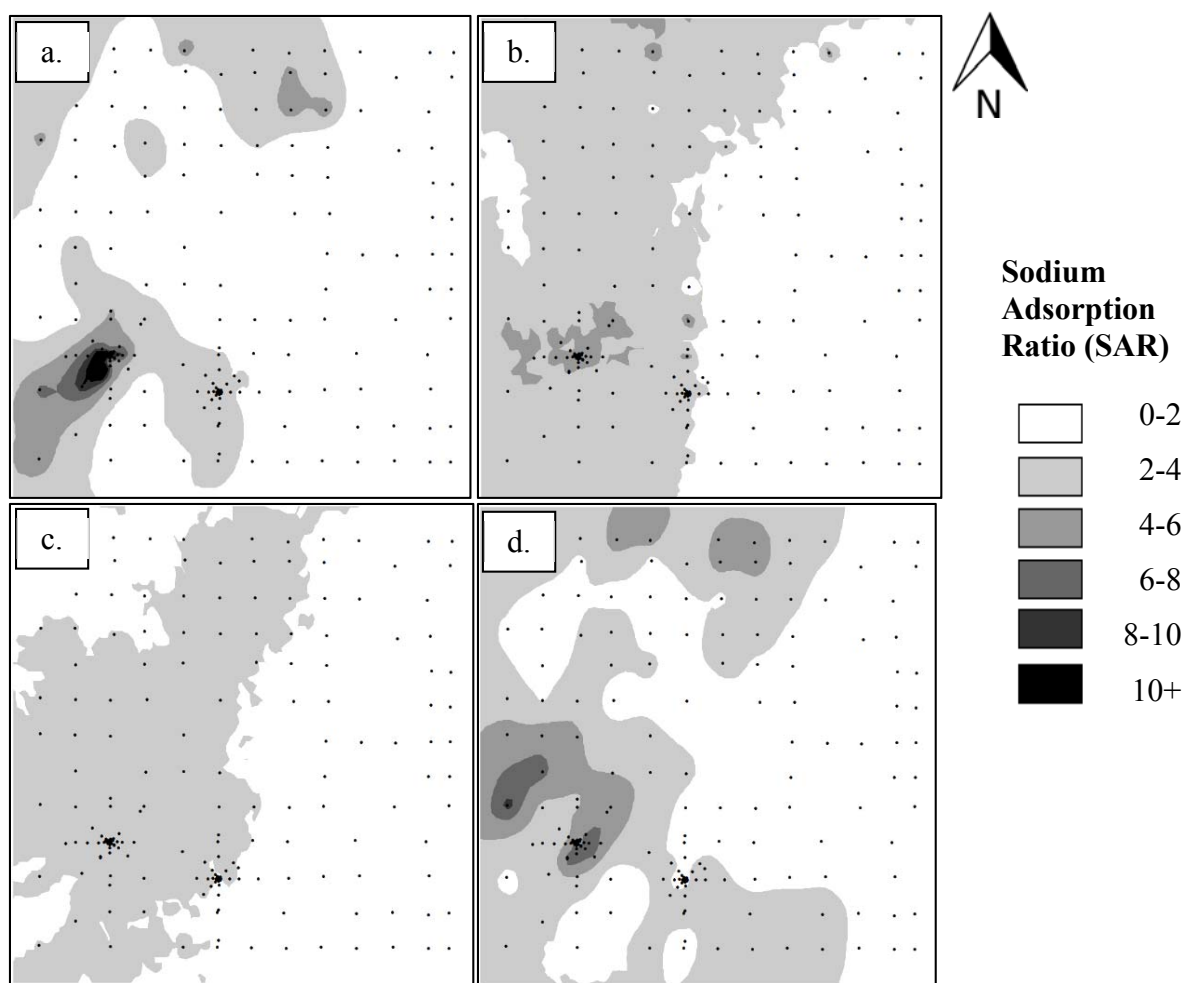 a.
b.
N
c.
d.
Sodium
Adsorption
Ratio (SAR)
0-2
2-4
4-6
6-8
8-10
10+